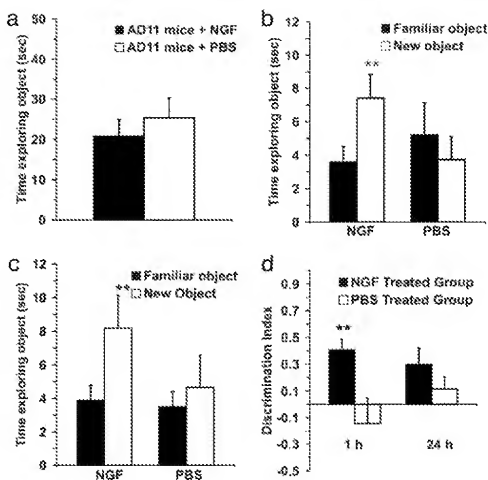 a
AD11 mice + NGF
AD11 mice + PBS
Time exploring object (sec)
50
40
30
20
10
0
b
Familiar object
New object
Time exploring object (sec)
12
10
8
6
4
2
0
**
NGF
PBS
c
Familiar object
New Object
Time exploring object (sec)
12
10
8
6
4
2
0
**
NGF
PBS
d
NGF Treated Group
PBS Treated Group
Discrimination Index
0.9
0.7
0.5
0.3
0.1
-0.1
-0.3
-0.5
**
1 h
24 h